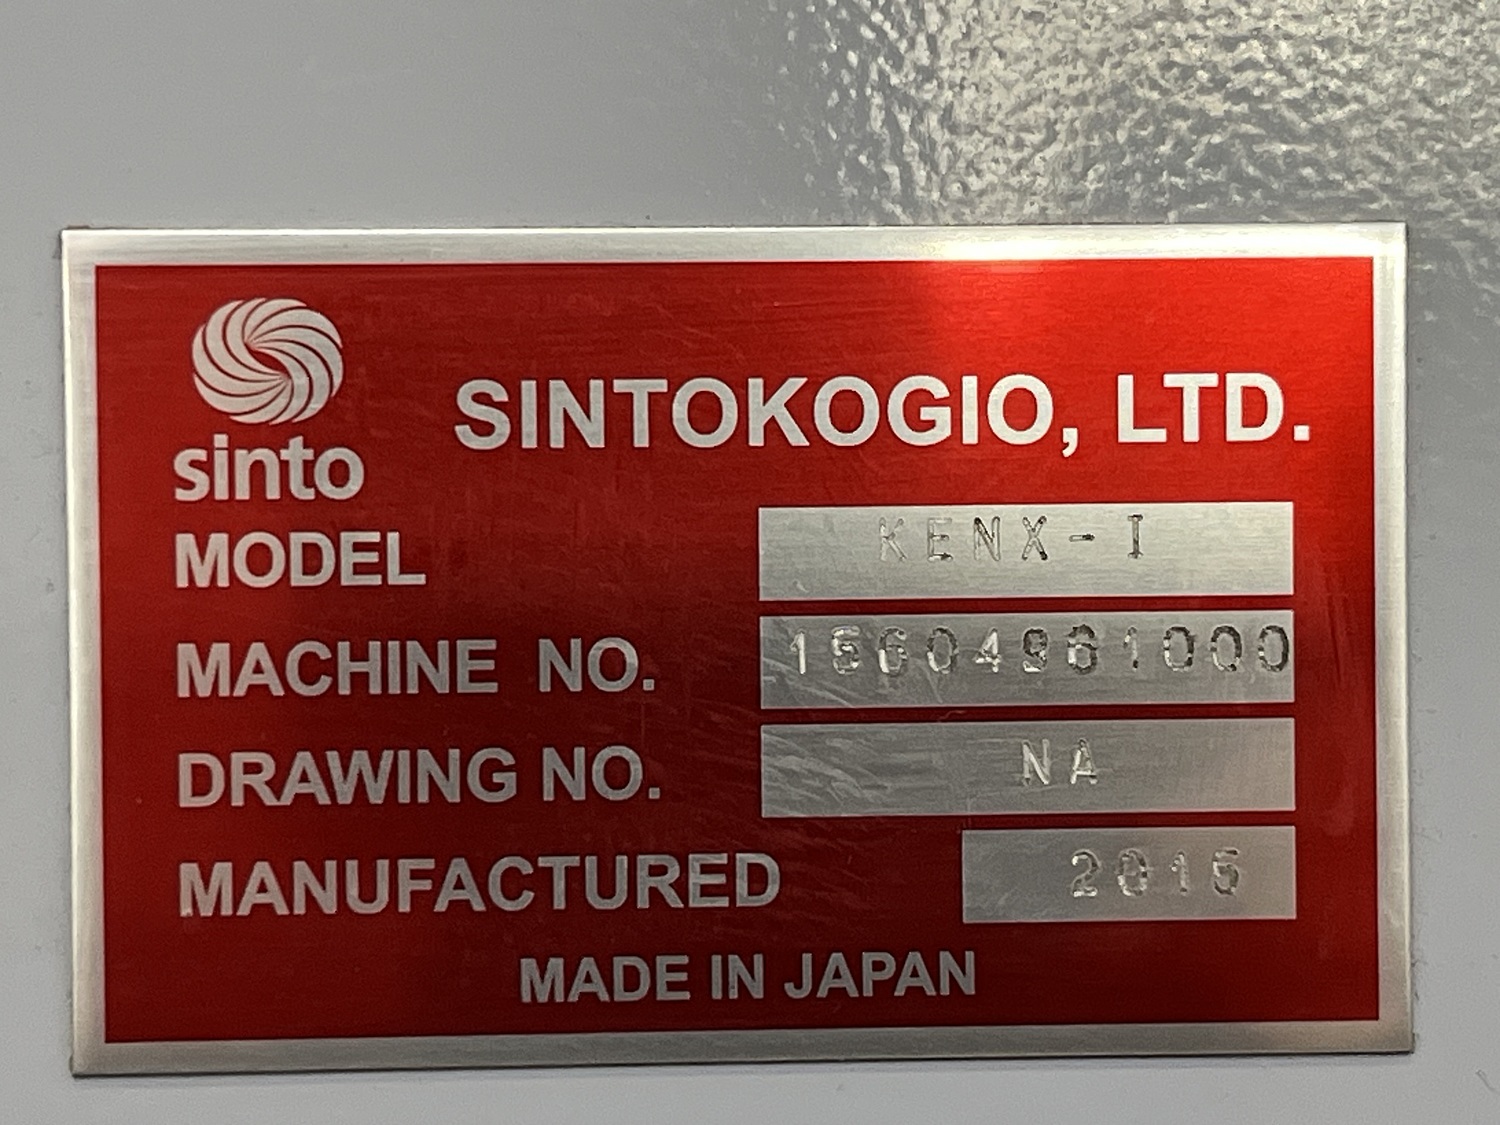 sinto
SINTOKOGIO, LTD.
MODEL KENX-I
MACHINE NO. 15604961000
DRAWING NO. NA
MANUFACTURED 2015
MADE IN JAPAN